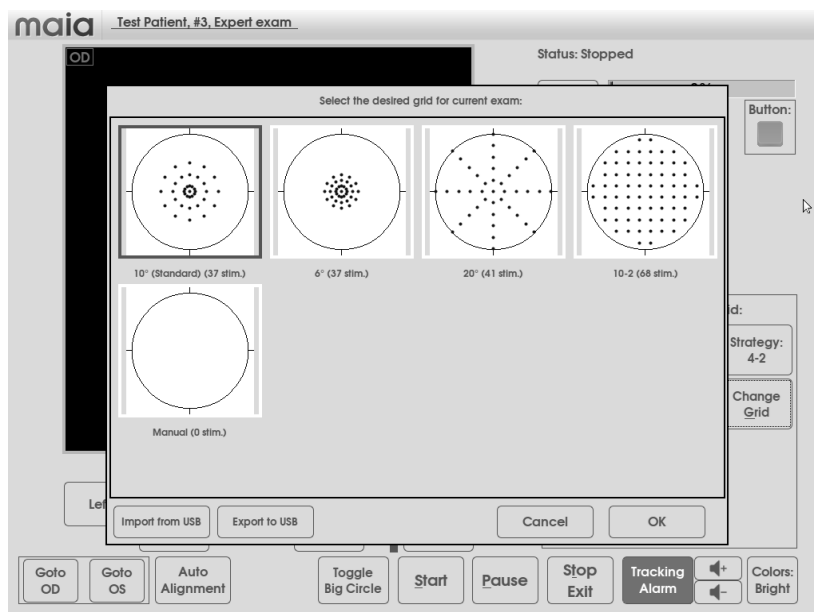 maia
Test Patient, #3, Expert exam
OD
Status: Stopped
Select the desired grid for current exam:
Button:
10° (Standard) (37 stim.)
6° (37 stim.)
20° (41 stim.)
10-2 (68 stim.)
id:
Strategy:
4-2
Change
Grid
Manual (0 stim.)
Lef
Import from USB
Export to USB
Cancel
OK
Goto
OD
Goto
OS
Auto
Alignment
Toggle
Big Circle
Start
Pause
Stop
Exit
Tracking
Alarm
+
-
Colors:
Bright